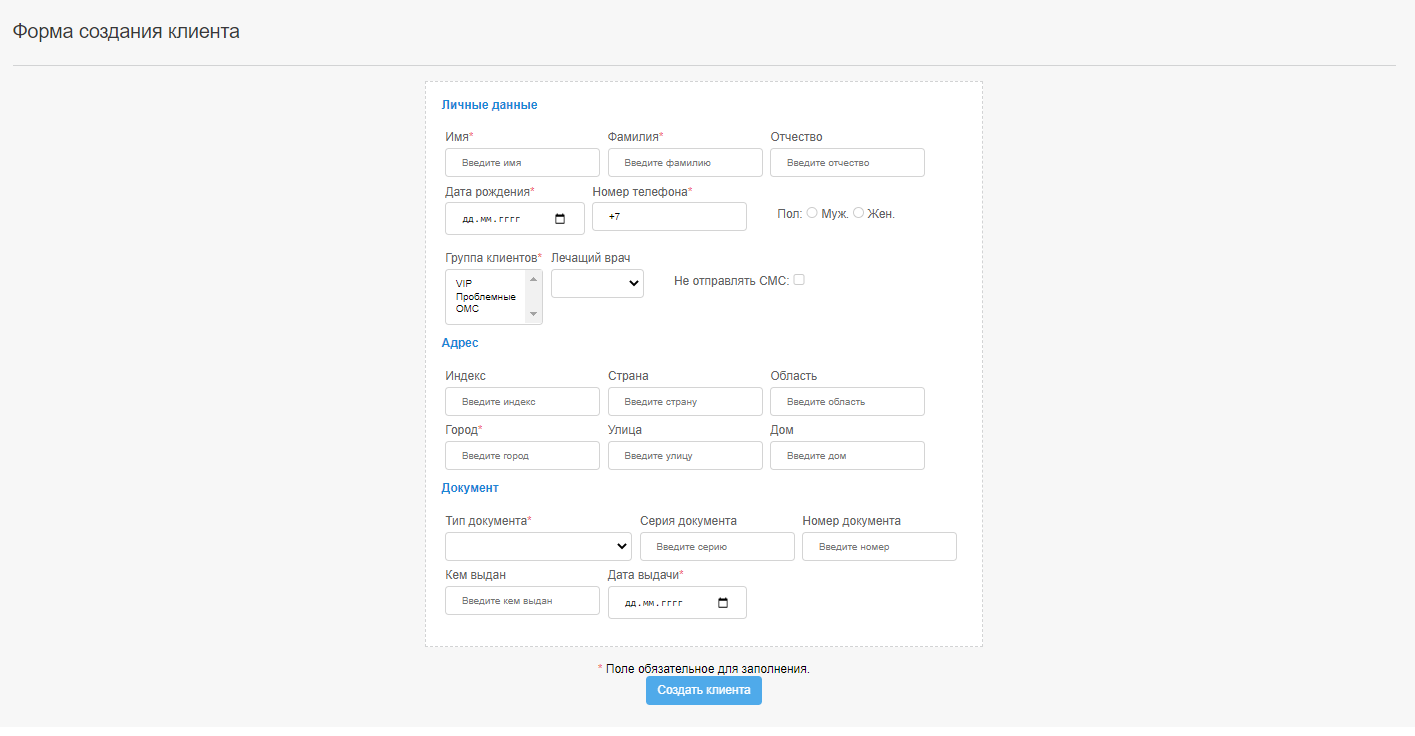 Форма создания клиента
Личные данные
Имя* Фамилия* Отчество
Введите имя Введите фамилию Введите отчество
Дата рождения* Номер телефона*
дд.мм.гггг +7 Пол: Муж. Жен.
Группа клиентов* Лечащий врач
VIP
Проблемные
ОМС
Не отправлять СМС:
Адрес
Индекс Страна Область
Введите индекс Введите страну Введите область
Город* Улица Дом
Введите город Введите улицу Введите дом
Документ
Тип документа* Серия документа Номер документа
Введите серию Введите номер
Кем выдан Дата выдачи*
Введите кем выдан дд.мм.гггг
* Поле обязательное для заполнения.
Создать клиента